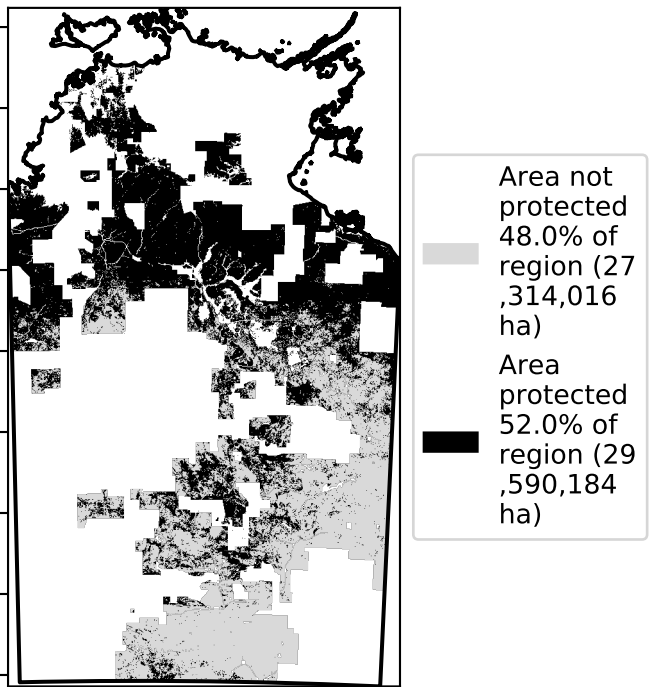 Area not
protected
48.0% of
region (27
,314,016
ha)
Area
protected
52.0% of
region (29
,590,184
ha)